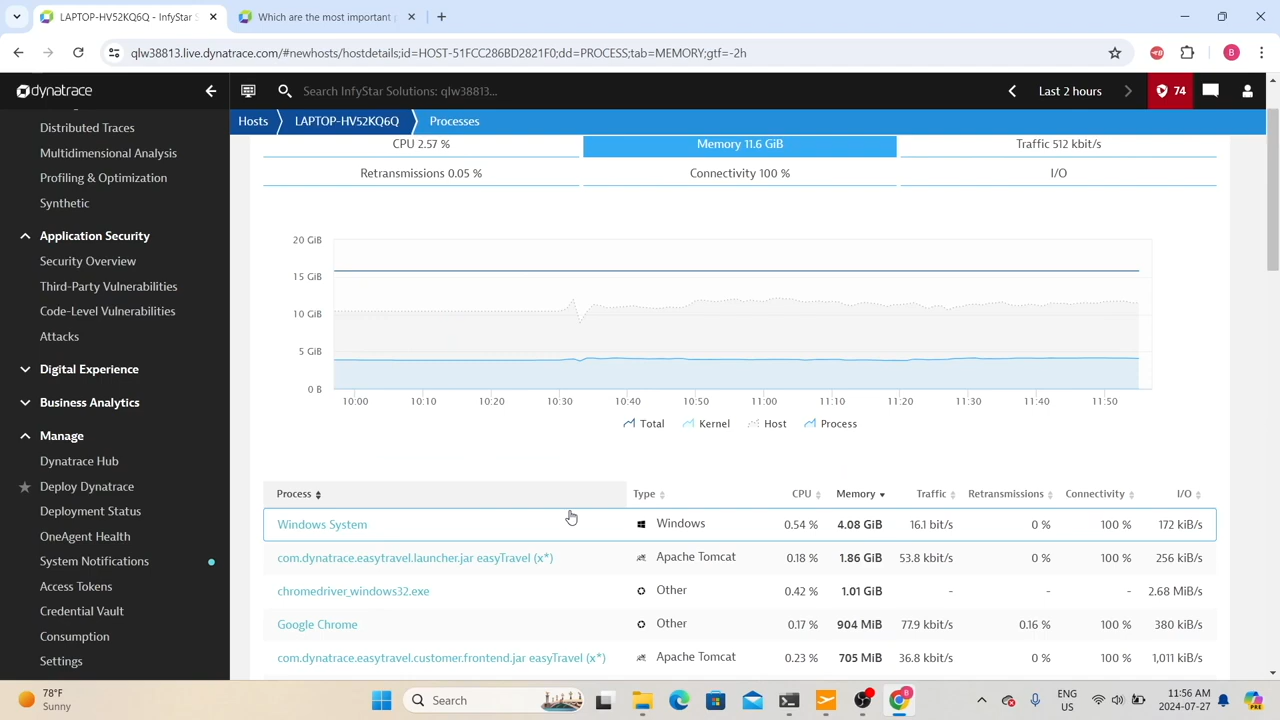 LAPTOP-HV52KQ6Q - InfyStar S
Which are the most important p
qlw38813.live.dynatrace.com/#newhosts/hostdetails;id=HOST-51FCC286BD2821F0;dd=PROCESS;tab=MEMORY;gtf=-2h
B
dynatrace
Search InfyStar Solutions: qlw38813...
Last 2 hours
74
Hosts
LAPTOP-HV52KQ6Q
Processes
Distributed Traces
Multidimensional Analysis
Profiling & Optimization
Synthetic
Application Security
Security Overview
Third-Party Vulnerabilities
Code-Level Vulnerabilities
Attacks
Digital Experience
Business Analytics
Manage
Dynatrace Hub
Deploy Dynatrace
Deployment Status
OneAgent Health
System Notifications
Access Tokens
Credential Vault
Consumption
Settings
CPU 2.57 %
Memory 11.6 GiB
Traffic 512 kbit/s
Retransmissions 0.05 %
Connectivity 100 %
I/O
20 GiB
15 GiB
10 GiB
5 GiB
0 B
10:00 10:10 10:20 10:30 10:40 10:50 11:00 11:10 11:20 11:30 11:40 11:50
Total Kernel Host Process
Process Type CPU Memory Traffic Retransmissions Connectivity I/O
Windows System Windows 0.54 % 4.08 GiB 16.1 bit/s 0 % 100 % 172 kiB/s
com.dynatrace.easytravel.launcher.jar easyTravel (x*) Apache Tomcat 0.18 % 1.86 GiB 53.8 kbit/s 0 % 100 % 256 kiB/s
chromedriver_windows32.exe Other 0.42 % 1.01 GiB - - - 2.68 MiB/s
Google Chrome Other 0.17 % 904 MiB 77.9 kbit/s 0.16 % 100 % 380 kiB/s
com.dynatrace.easytravel.customer.frontend.jar easyTravel (x*) Apache Tomcat 0.23 % 705 MiB 36.8 kbit/s 0 % 100 % 1,011 kiB/s
78°F
Sunny
Search
ENG
US
11:56 AM
2024-07-27